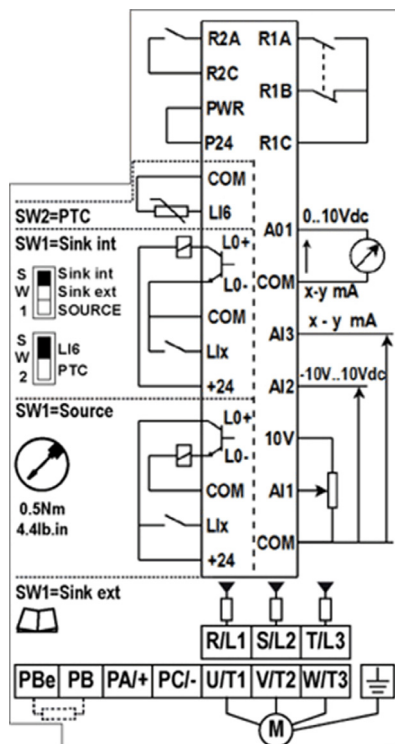 R2A R1A
R2C
R1B
PWR
P24 R1C
COM
SW2=PTC
LI6
A01 0..10Vdc
SW1=Sink int
L0+
S W 1 Sink int
Sink ext
SOURCE
L0-
COM
x-y mA
COM
x - y mA
AI3
S W 2 LI6
PTC
LIx
-10V..10Vdc
+24 AI2
SW1=Source
L0+
10V
L0-
COM AI1
0.5Nm
4.4lb.in
LIx
COM
+24
SW1=Sink ext
R/L1 S/L2 T/L3
PBe PB PA/+ PC/- U/T1 V/T2 W/T3
M